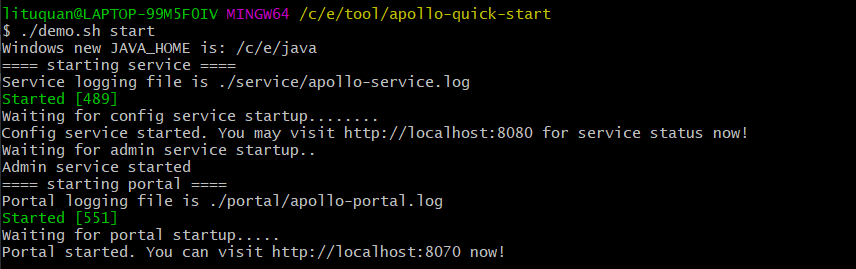 lituquan@LAPTOP-99M5FOIV MINGW64 /c/e/tool/apollo-quick-start
$ ./demo.sh start
Windows new JAVA_HOME is: /c/e/java
==== starting service ====
Service logging file is ./service/apollo-service.log
Started [489]
Waiting for config service startup........
Config service started. You may visit http://localhost:8080 for service status now!
Waiting for admin service startup..
Admin service started
==== starting portal ====
Portal logging file is ./portal/apollo-portal.log
Started [551]
Waiting for portal startup.....
Portal started. You can visit http://localhost:8070 now!